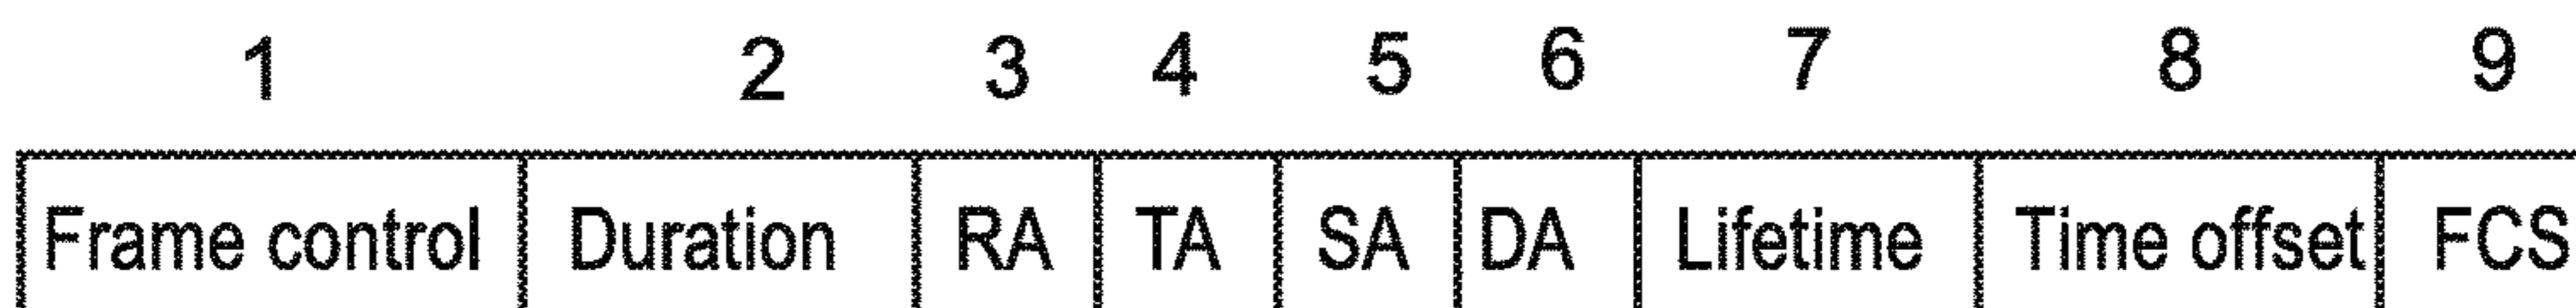 1 2 3 4 5 6 7 8 9
Frame control Duration RA TA SA DA Lifetime Time offset FCS